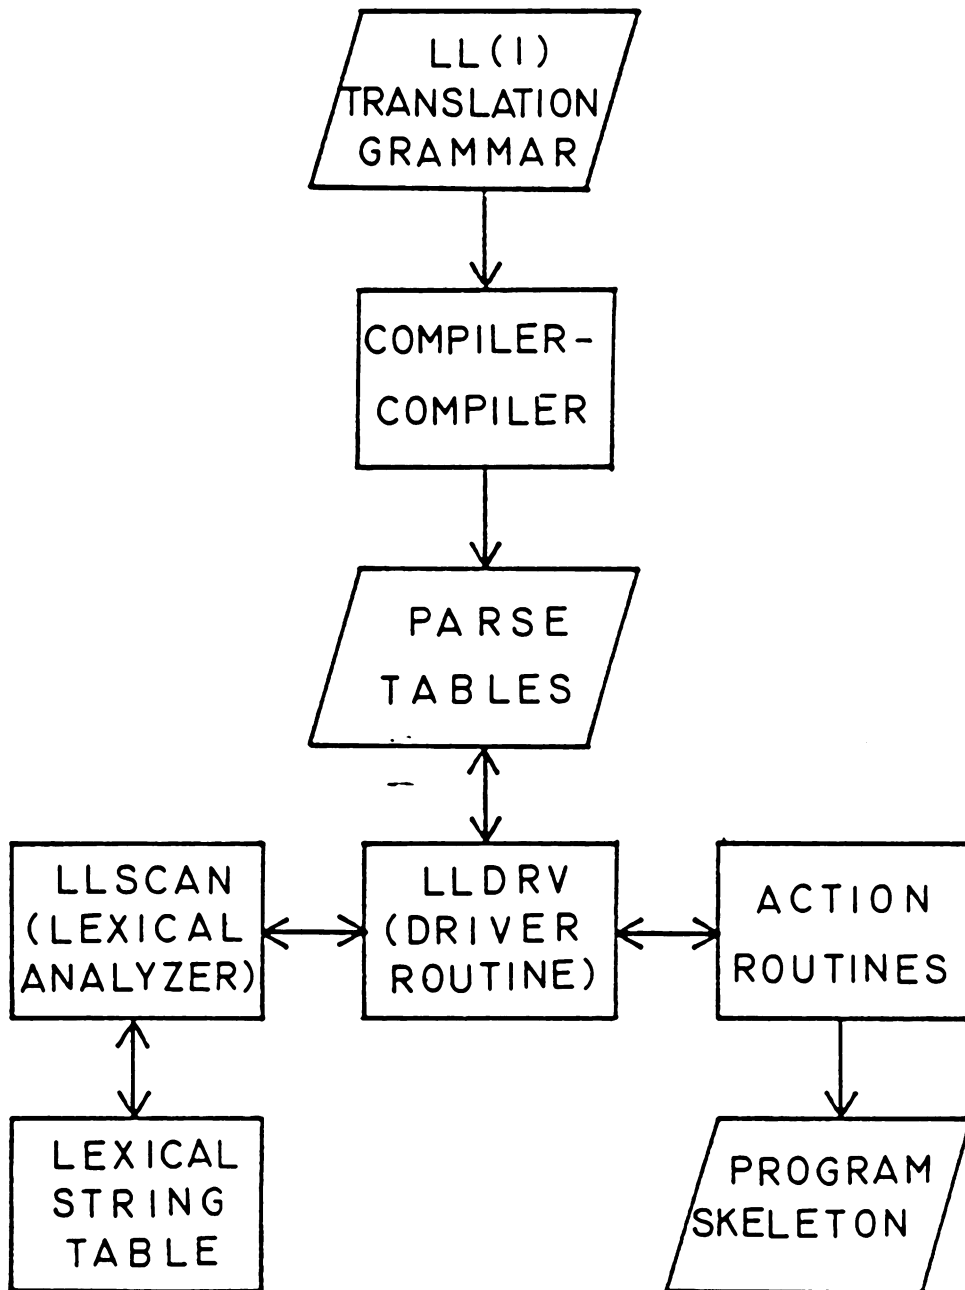 LL(1)
TRANSLATION
GRAMMAR
COMPILER-
COMPILER
PARSE
TABLES
LLSCAN
(LEXICAL
ANALYZER)
LLDRV
(DRIVER
ROUTINE)
ACTION
ROUTINES
LEXICAL
STRING
TABLE
PROGRAM
SKELETON